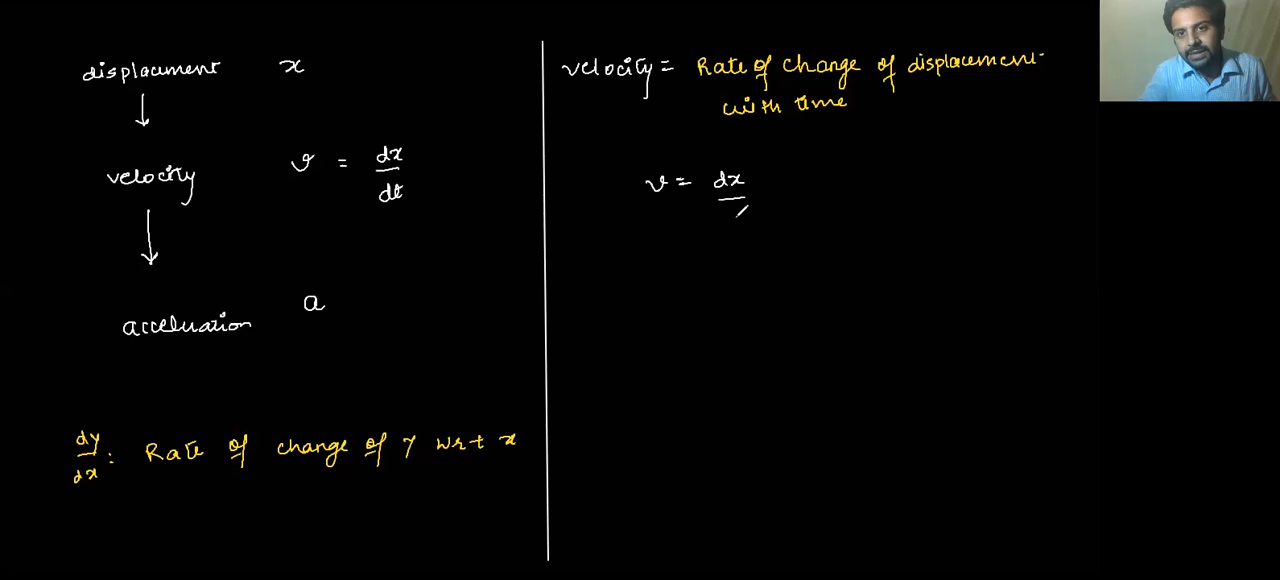 displacement x
velocity v = dx/dt
acceleration a
dy/dx : Rate of change of y wrt x
velocity = Rate of change of displacement
with time
v = dx/